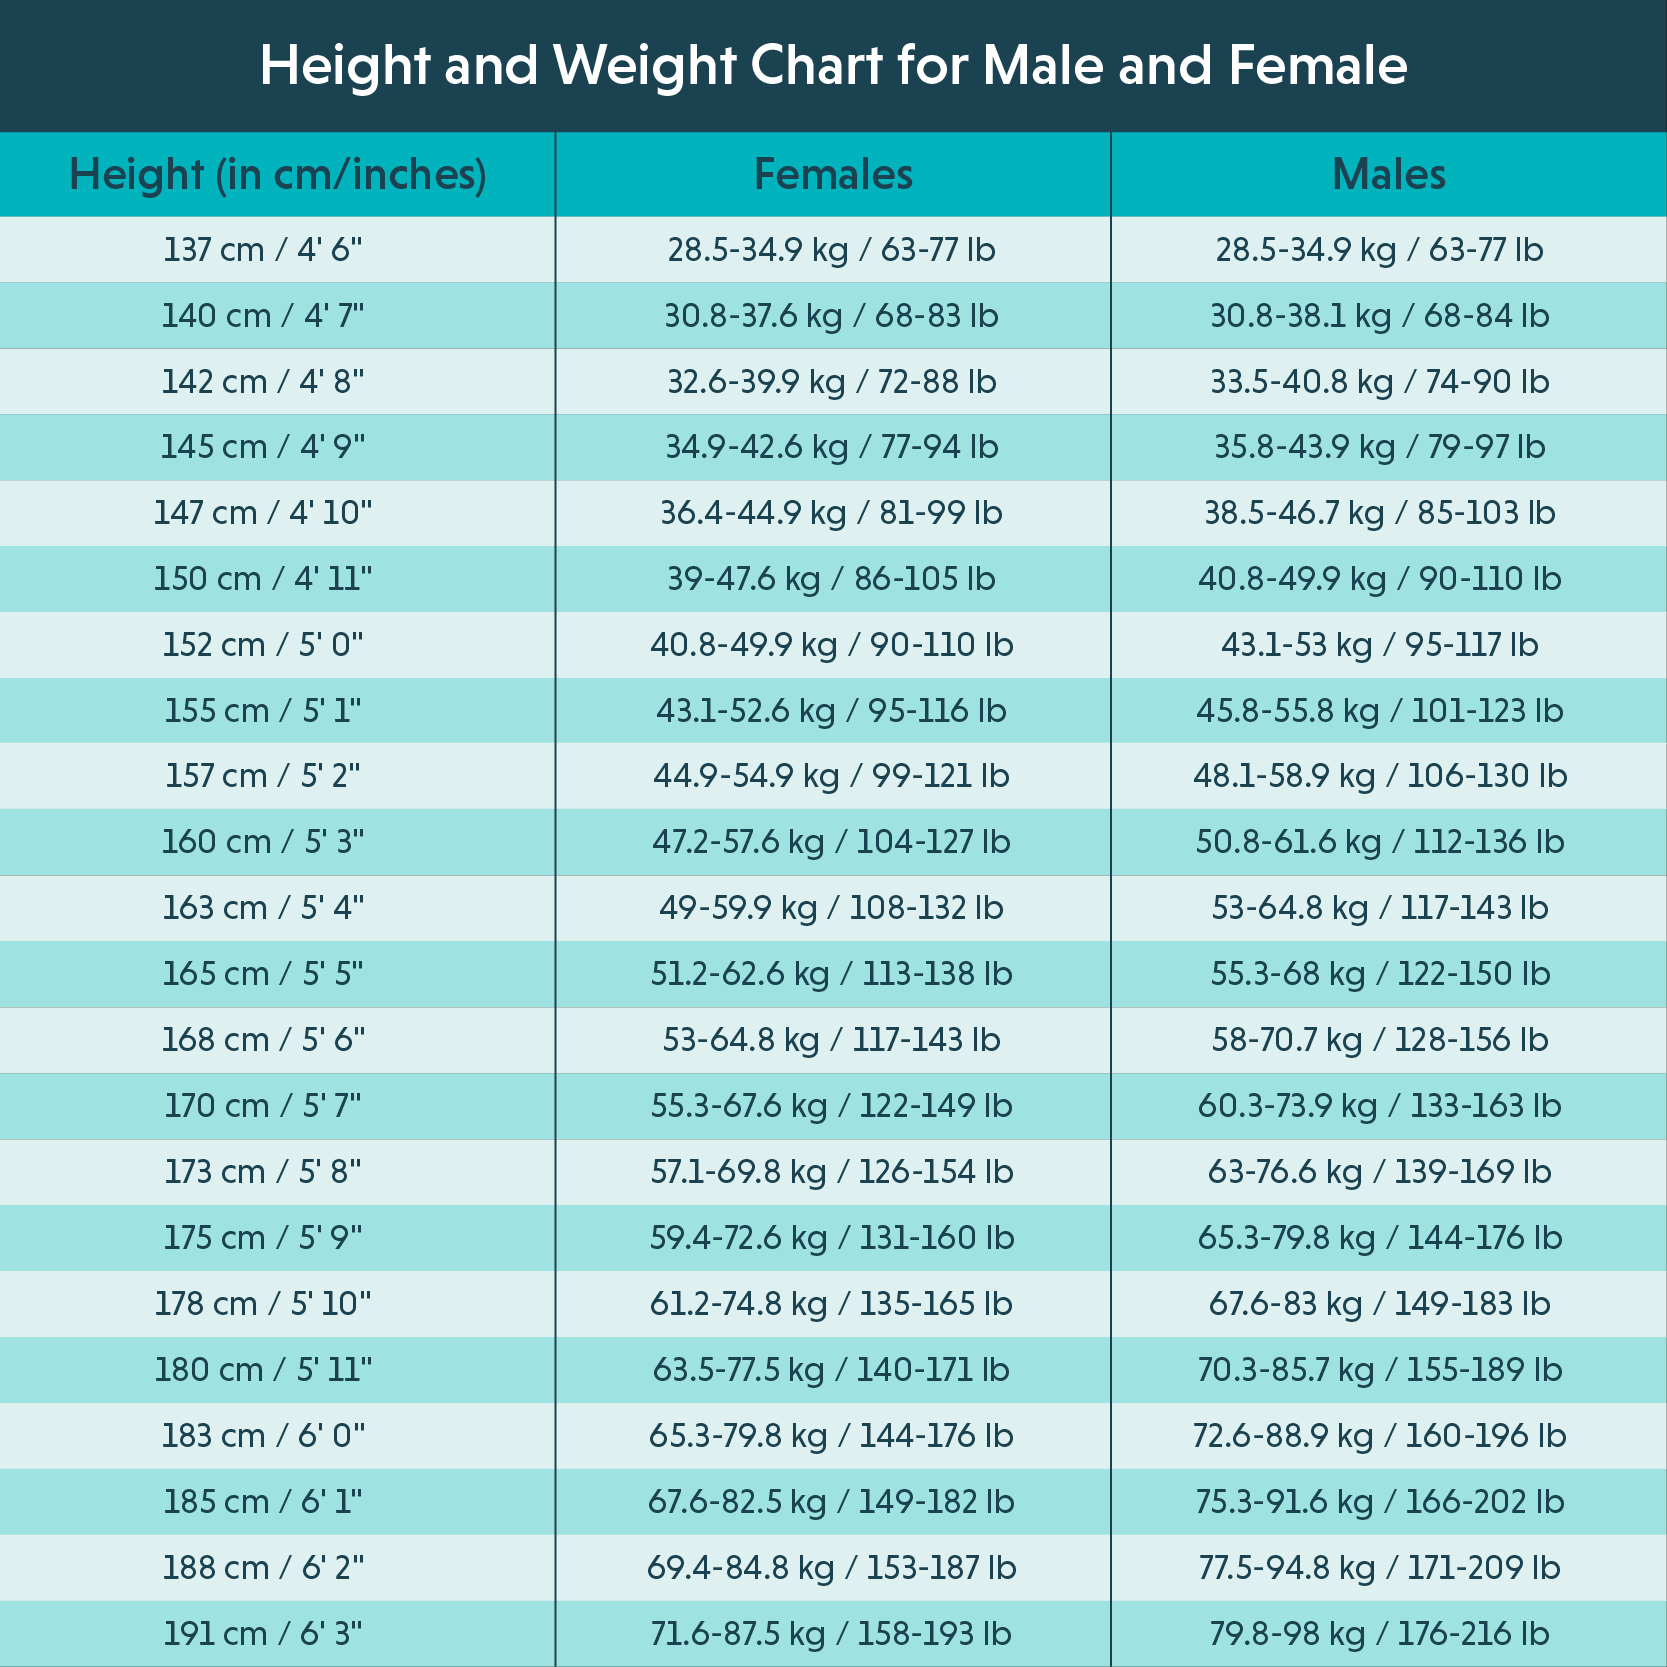 Height and Weight Chart for Male and Female
Height (in cm/inches) Females Males
137 cm / 4' 6" 28.5-34.9 kg / 63-77 lb 28.5-34.9 kg / 63-77 lb
140 cm / 4' 7" 30.8-37.6 kg / 68-83 lb 30.8-38.1 kg / 68-84 lb
142 cm / 4' 8" 32.6-39.9 kg / 72-88 lb 33.5-40.8 kg / 74-90 lb
145 cm / 4' 9" 34.9-42.6 kg / 77-94 lb 35.8-43.9 kg / 79-97 lb
147 cm / 4' 10" 36.4-44.9 kg / 81-99 lb 38.5-46.7 kg / 85-103 lb
150 cm / 4' 11" 39-47.6 kg / 86-105 lb 40.8-49.9 kg / 90-110 lb
152 cm / 5' 0" 40.8-49.9 kg / 90-110 lb 43.1-53 kg / 95-117 lb
155 cm / 5' 1" 43.1-52.6 kg / 95-116 lb 45.8-55.8 kg / 101-123 lb
157 cm / 5' 2" 44.9-54.9 kg / 99-121 lb 48.1-58.9 kg / 106-130 lb
160 cm / 5' 3" 47.2-57.6 kg / 104-127 lb 50.8-61.6 kg / 112-136 lb
163 cm / 5' 4" 49-59.9 kg / 108-132 lb 53-64.8 kg / 117-143 lb
165 cm / 5' 5" 51.2-62.6 kg / 113-138 lb 55.3-68 kg / 122-150 lb
168 cm / 5' 6" 53-64.8 kg / 117-143 lb 58-70.7 kg / 128-156 lb
170 cm / 5' 7" 55.3-67.6 kg / 122-149 lb 60.3-73.9 kg / 133-163 lb
173 cm / 5' 8" 57.1-69.8 kg / 126-154 lb 63-76.6 kg / 139-169 lb
175 cm / 5' 9" 59.4-72.6 kg / 131-160 lb 65.3-79.8 kg / 144-176 lb
178 cm / 5' 10" 61.2-74.8 kg / 135-165 lb 67.6-83 kg / 149-183 lb
180 cm / 5' 11" 63.5-77.5 kg / 140-171 lb 70.3-85.7 kg / 155-189 lb
183 cm / 6' 0" 65.3-79.8 kg / 144-176 lb 72.6-88.9 kg / 160-196 lb
185 cm / 6' 1" 67.6-82.5 kg / 149-182 lb 75.3-91.6 kg / 166-202 lb
188 cm / 6' 2" 69.4-84.8 kg / 153-187 lb 77.5-94.8 kg / 171-209 lb
191 cm / 6' 3" 71.6-87.5 kg / 158-193 lb 79.8-98 kg / 176-216 lb